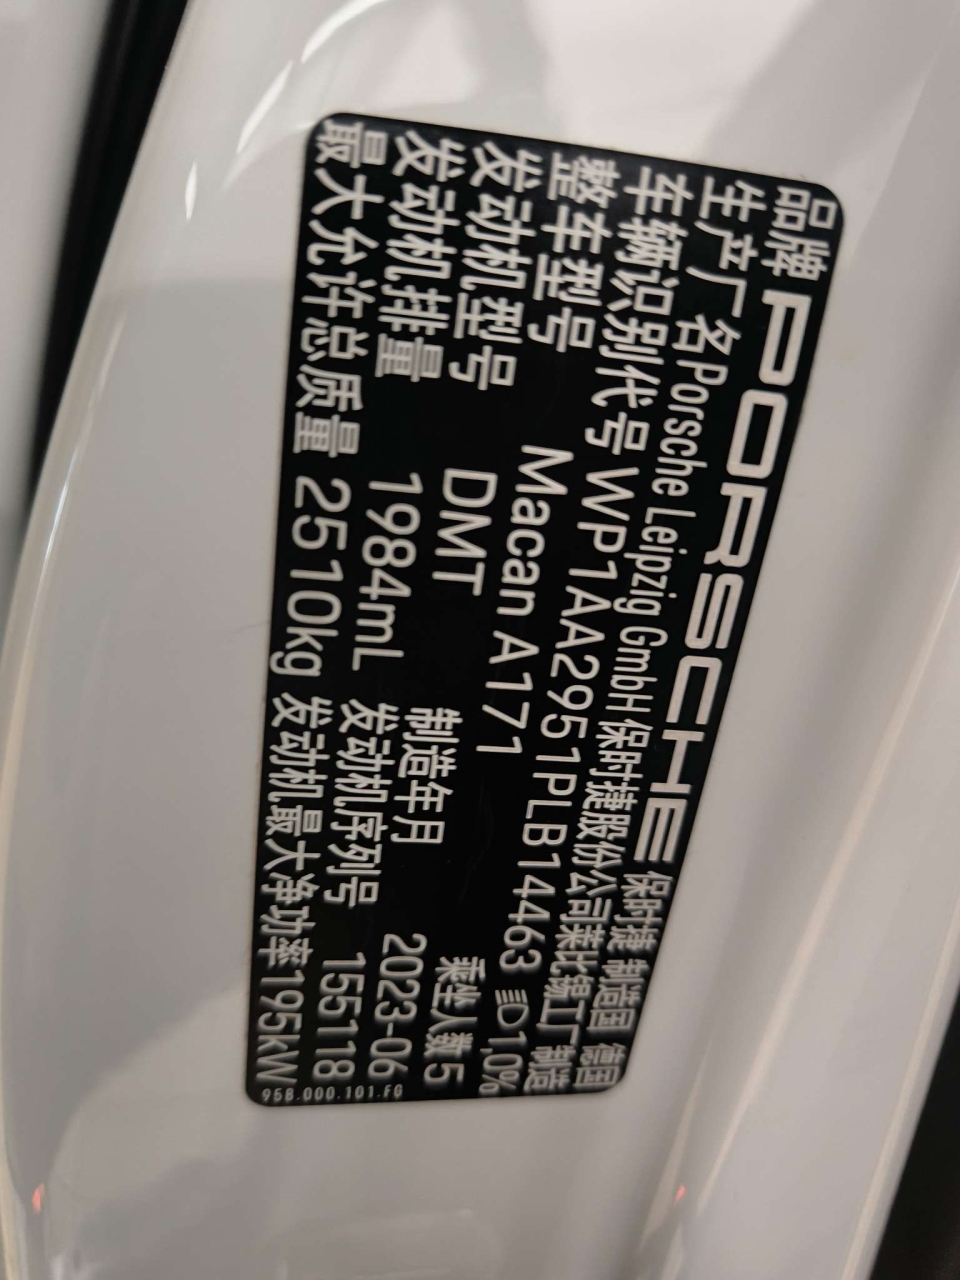 品牌 PORSCHE 保时捷 制造国 德国
生产厂名 Porsche Leipzig GmbH 保时捷股份公司莱比锡工厂 制造
车辆识别代号 WP1AA2951PLB14463 1,0%
整车型号 Macan A171 乘坐人数 5
发动机型号 DMT 制造年月 2023-06
发动机排量 1984mL 发动机序列号 155118
最大允许总质量 2510kg 发动机最大净功率 195kW
95B.000.101.FG